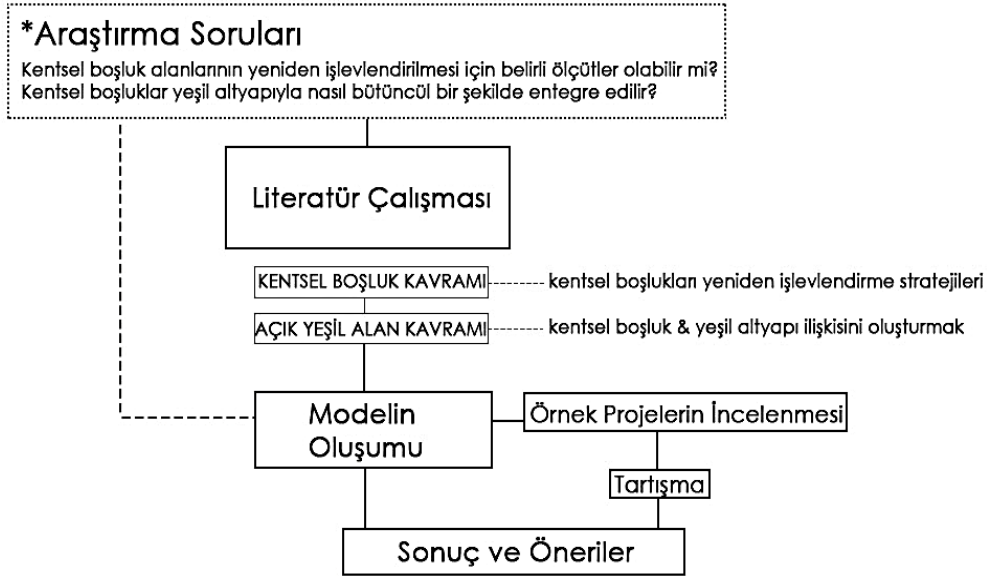 *Araştırma Soruları
Kentsel boşluk alanlarının yeniden işlevlendirilmesi için belirli ölçütler olabilir mi?
Kentsel boşluklar yeşil altyapıyla nasıl bütüncül bir şekilde entegre edilir?
Literatür Çalışması
KENTSEL BOŞLUK KAVRAMI
kentsel boşlukları yeniden işlevlendirme stratejileri
AÇIK YEŞİL ALAN KAVRAMI
kentsel boşluk & yeşil altyapı ilişkisini oluşturmak
Modelin
Oluşumu
Örnek Projelerin İncelenmesi
Tartışma
Sonuç ve Öneriler